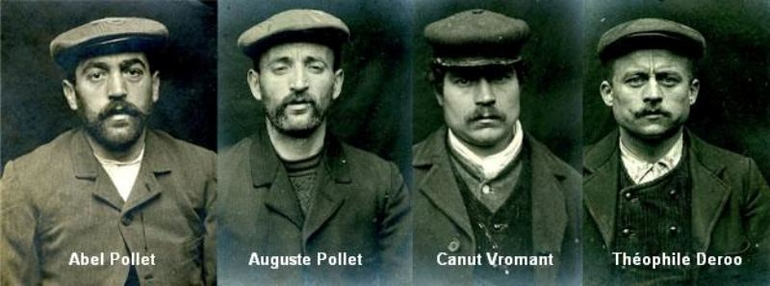 Abel Pollet
Auguste Pollet
Canut Vromant
Théophile Deroo